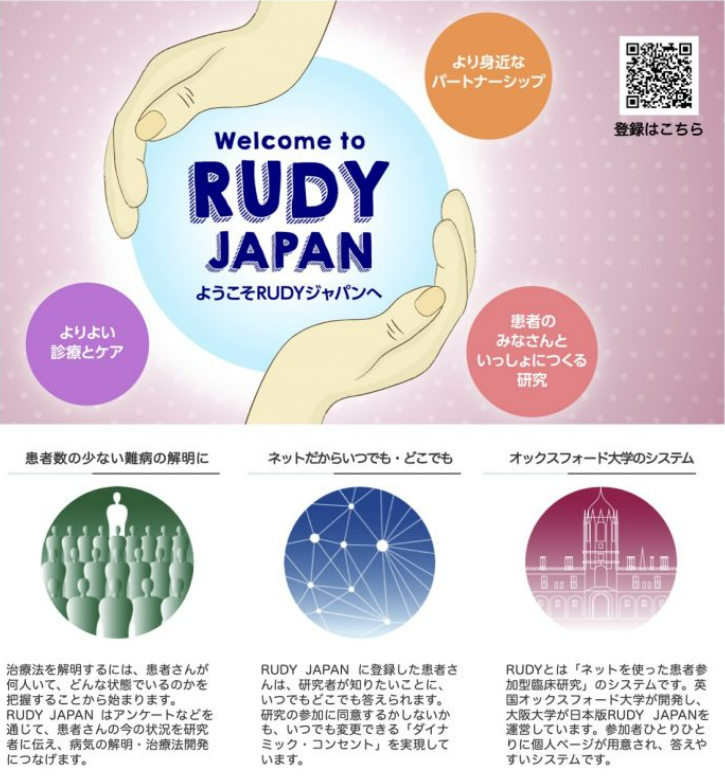 より身近な
パートナーシップ
登録はこちら
Welcome to
RUDY
JAPAN
ようこそRUDYジャパンへ
よりよい
診療とケア
患者の
みなさんと
いっしょにつくる
研究
患者数の少ない難病の解明に
治療法を解明するには、患者さんが
何人いて、どんな状態でいるのかを
把握することから始まります。
RUDY JAPAN はアンケートなどを
通じて、患者さんの今の状況を研究
者に伝え、病気の解明・治療法開発
につなげます。
ネットだからいつでも・どこでも
RUDY JAPAN に登録した患者さ
んは、研究者が知りたいことに、
いつでもどこでも答えられます。
研究の参加に同意するかしないか
も、いつでも変更できる「ダイナ
ミック・コンセント」を実現して
います。
オックスフォード大学のシステム
RUDYとは「ネットを使った患者参
加型臨床研究」のシステムです。英
国オックスフォード大学が開発し、
大阪大学が日本版RUDY JAPANを
運営しています。参加者ひとりひと
りに個人ページが用意され、答えや
すいシステムです。